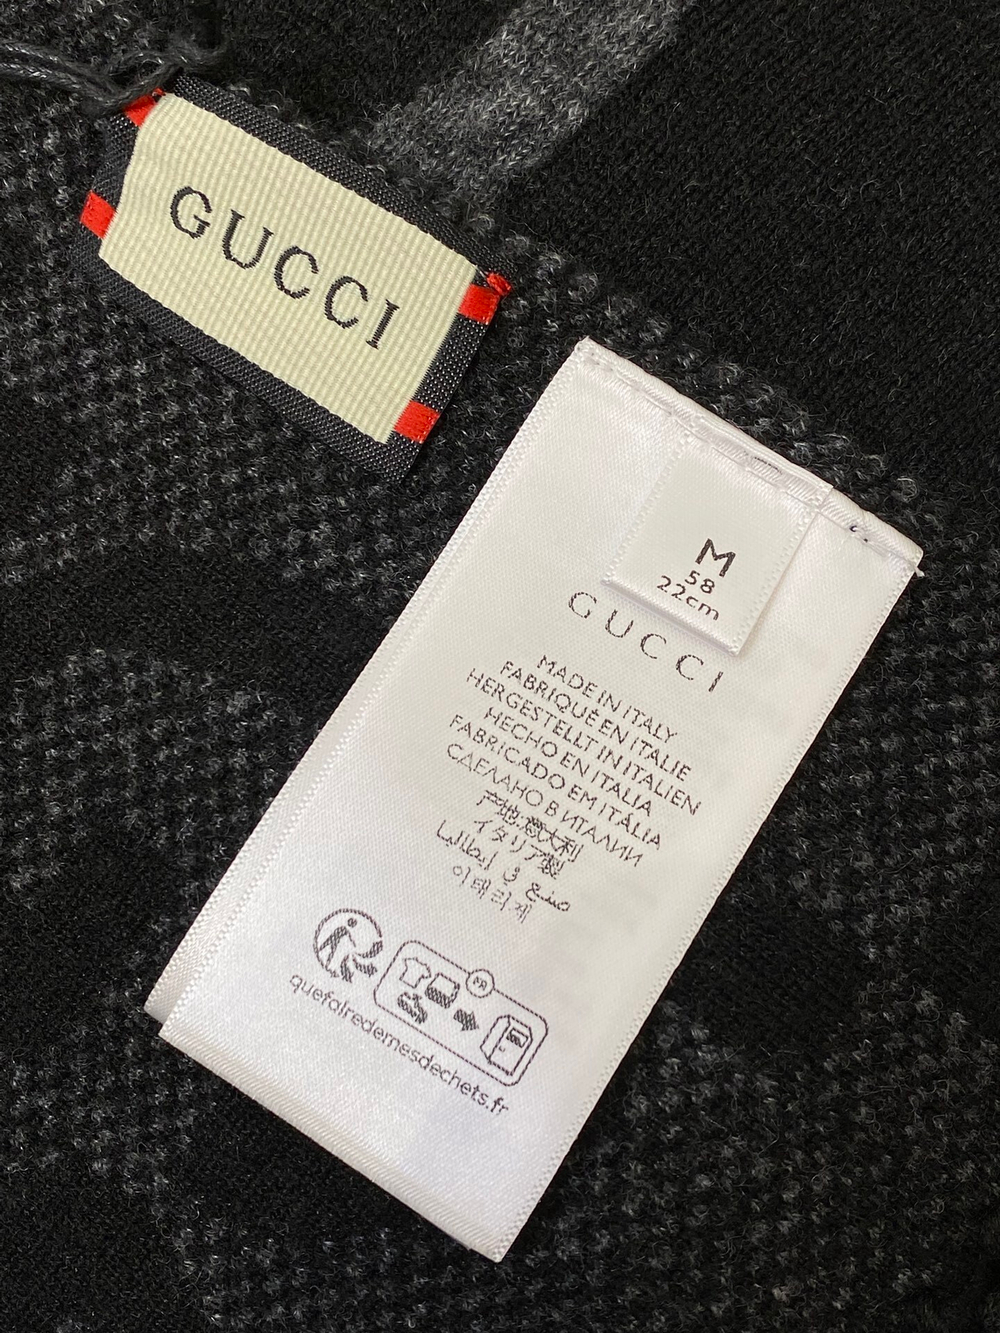 GUCCI
M
58
22cm
GUCCI
MADE IN ITALY
FABRIQUÉ EN ITALIE
HERGESTELLT IN ITALIEN
HECHO EN ITALIA
FABRICADO EM ITÁLIA
СДЕЛАНО В ИТАЛИИ
产地:意大利
イタリア製
صنع في إيطاليا
이태리제
FR
quefairedemesdechets.fr